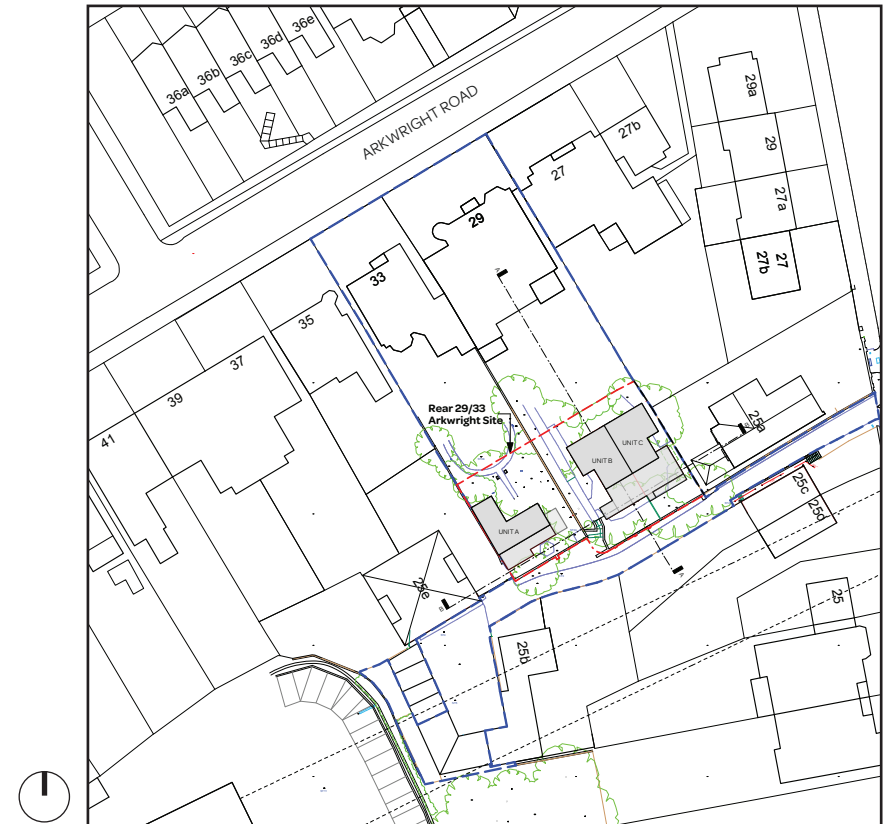 36a
36b
36c
36d
36e
ARKWRIGHT ROAD
29a
27b
29
27
27a
29
27
27b
33
35
37
39
41
A
Rear 29/33
Arkwright Site
UNIT C
UNIT B
UNIT A
25a
B
25c
25d
25e
B
A
25
25b